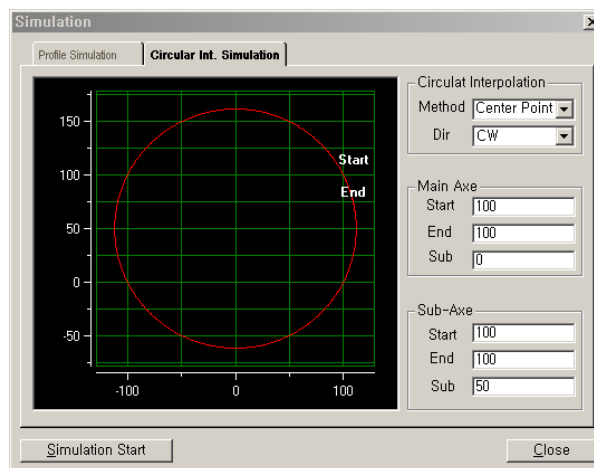 Simulation
Profile Simulation
Circular Int. Simulation
150
100
50
0
-50
-100
0
100
Start
End
Circulat Interpolation
Method Center Point
Dir CW
Main Axe
Start 100
End 100
Sub 0
Sub-Axe
Start 100
End 100
Sub 50
Simulation Start
Close